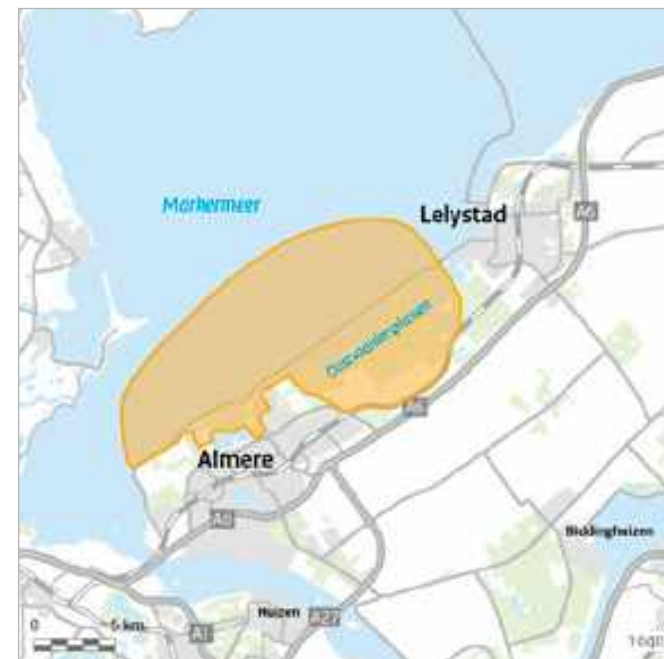 Markermeer
Lelystad
A6
Oostvaardersplassen
A6
Almere
A6
Biddinghuizen
Huizen
A27
A1
0
5 km